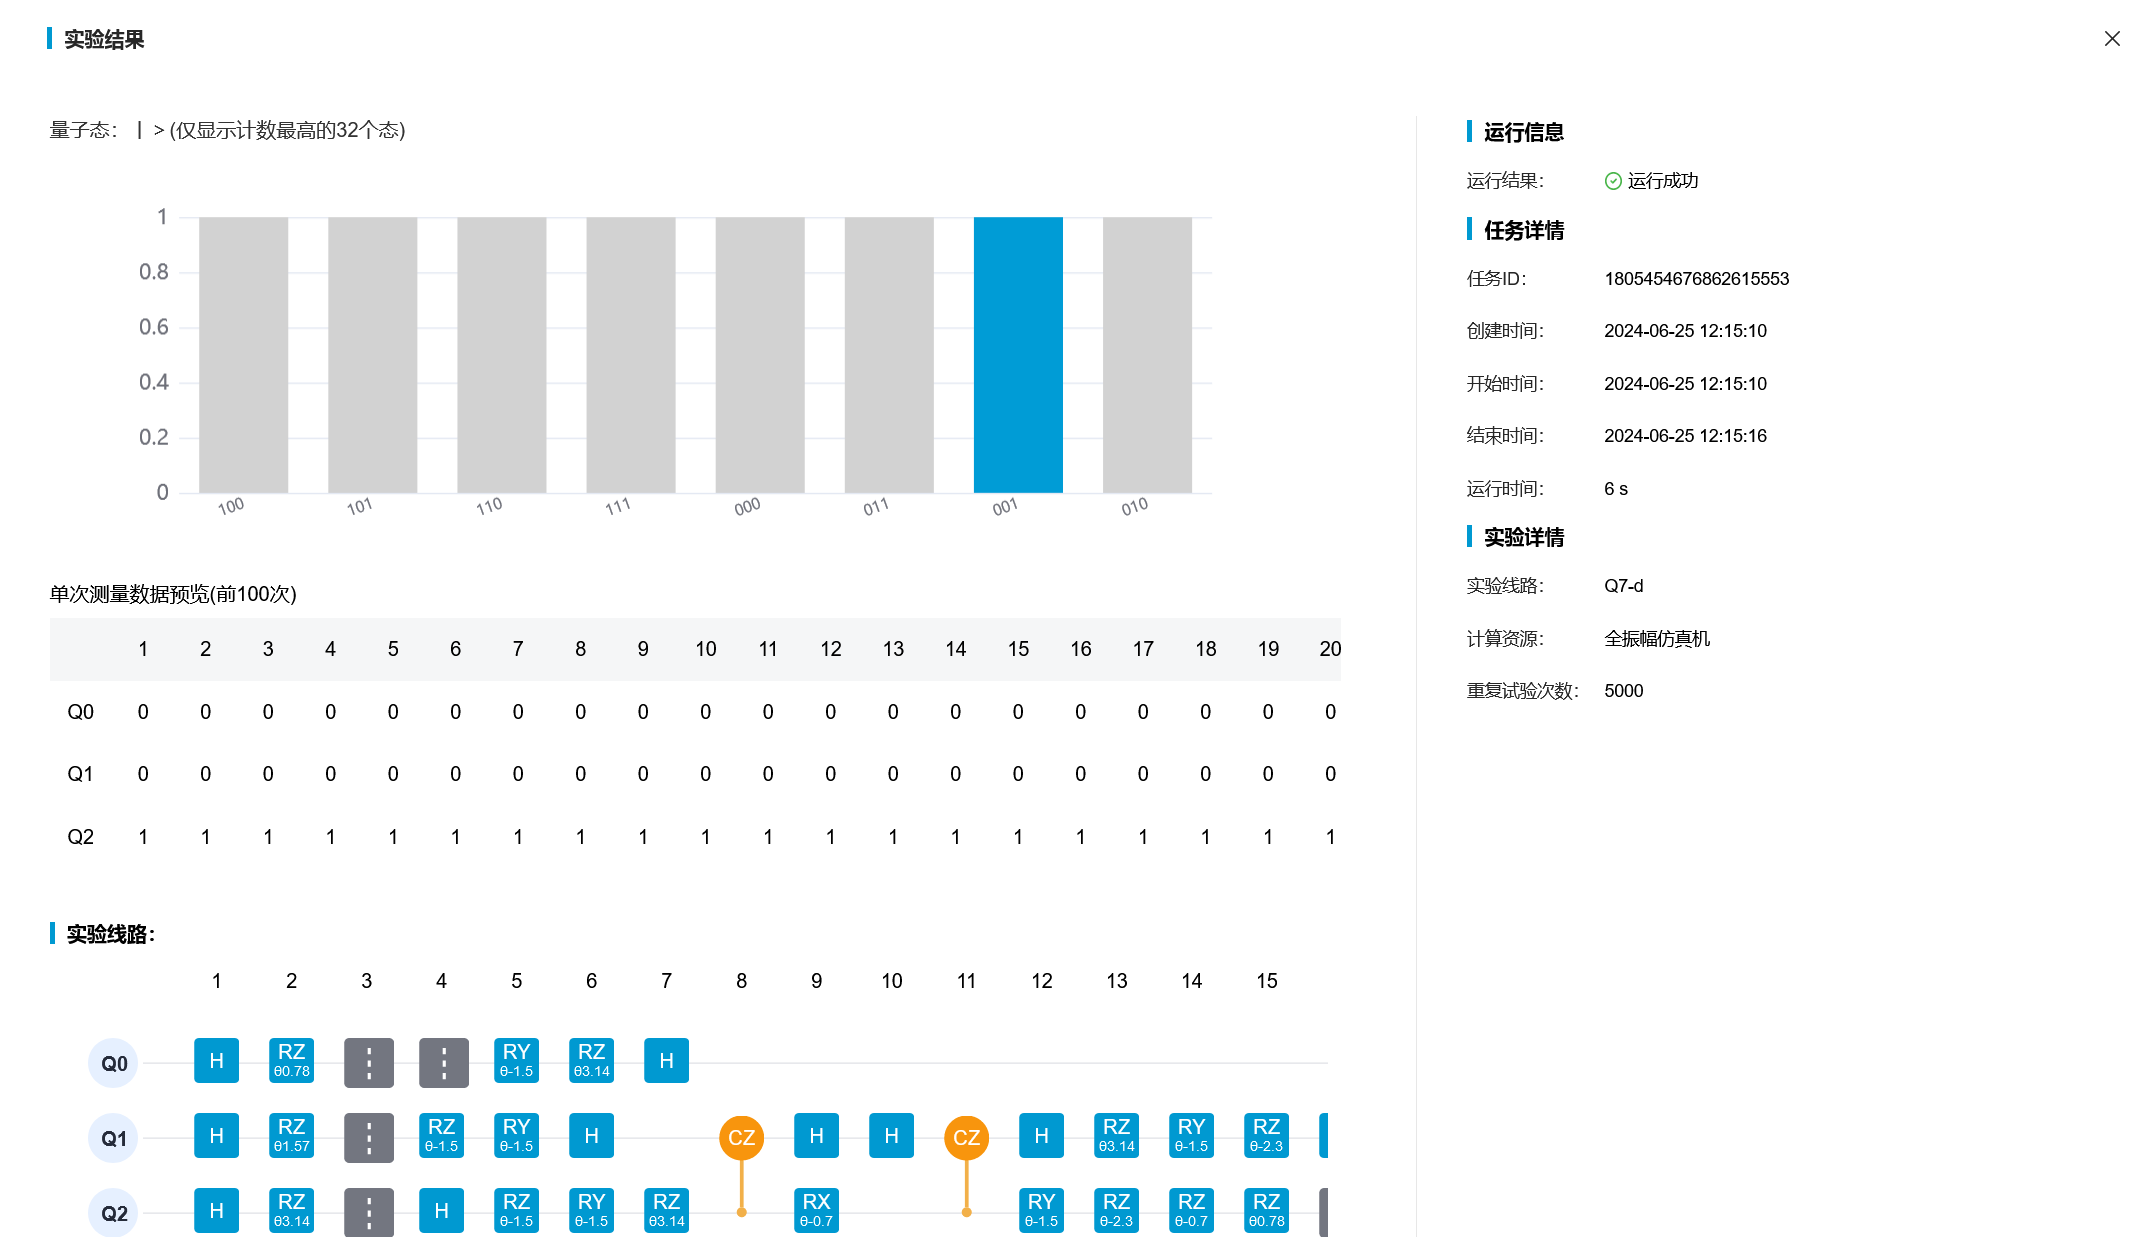 实验结果
量子态： | > (仅显示计数最高的32个态)
1
0.8
0.6
0.4
0.2
0
100 101 110 111 000 011 001 010
单次测量数据预览(前100次)
1 2 3 4 5 6 7 8 9 10 11 12 13 14 15 16 17 18 19 20
Q0 0 0 0 0 0 0 0 0 0 0 0 0 0 0 0 0 0 0 0 0
Q1 0 0 0 0 0 0 0 0 0 0 0 0 0 0 0 0 0 0 0 0
Q2 1 1 1 1 1 1 1 1 1 1 1 1 1 1 1 1 1 1 1 1
实验线路：
1 2 3 4 5 6 7 8 9 10 11 12 13 14 15
Q0 H RZ RY RZ H
θ0.78 θ-1.5 θ3.14
Q1 H RZ RZ RY H CZ H H CZ H RZ RY RZ
θ1.57 θ-1.5 θ-1.5 θ3.14 θ-1.5 θ-2.3
Q2 H RZ H RZ RY RZ RX RY RZ RZ RZ
θ3.14 θ-1.5 θ-1.5 θ3.14 θ-0.7 θ-1.5 θ-2.3 θ-0.7 θ0.78
运行信息
运行结果： 运行成功
任务详情
任务ID： 1805454676862615553
创建时间： 2024-06-25 12:15:10
开始时间： 2024-06-25 12:15:10
结束时间： 2024-06-25 12:15:16
运行时间： 6 s
实验详情
实验线路： Q7-d
计算资源： 全振幅仿真机
重复试验次数： 5000